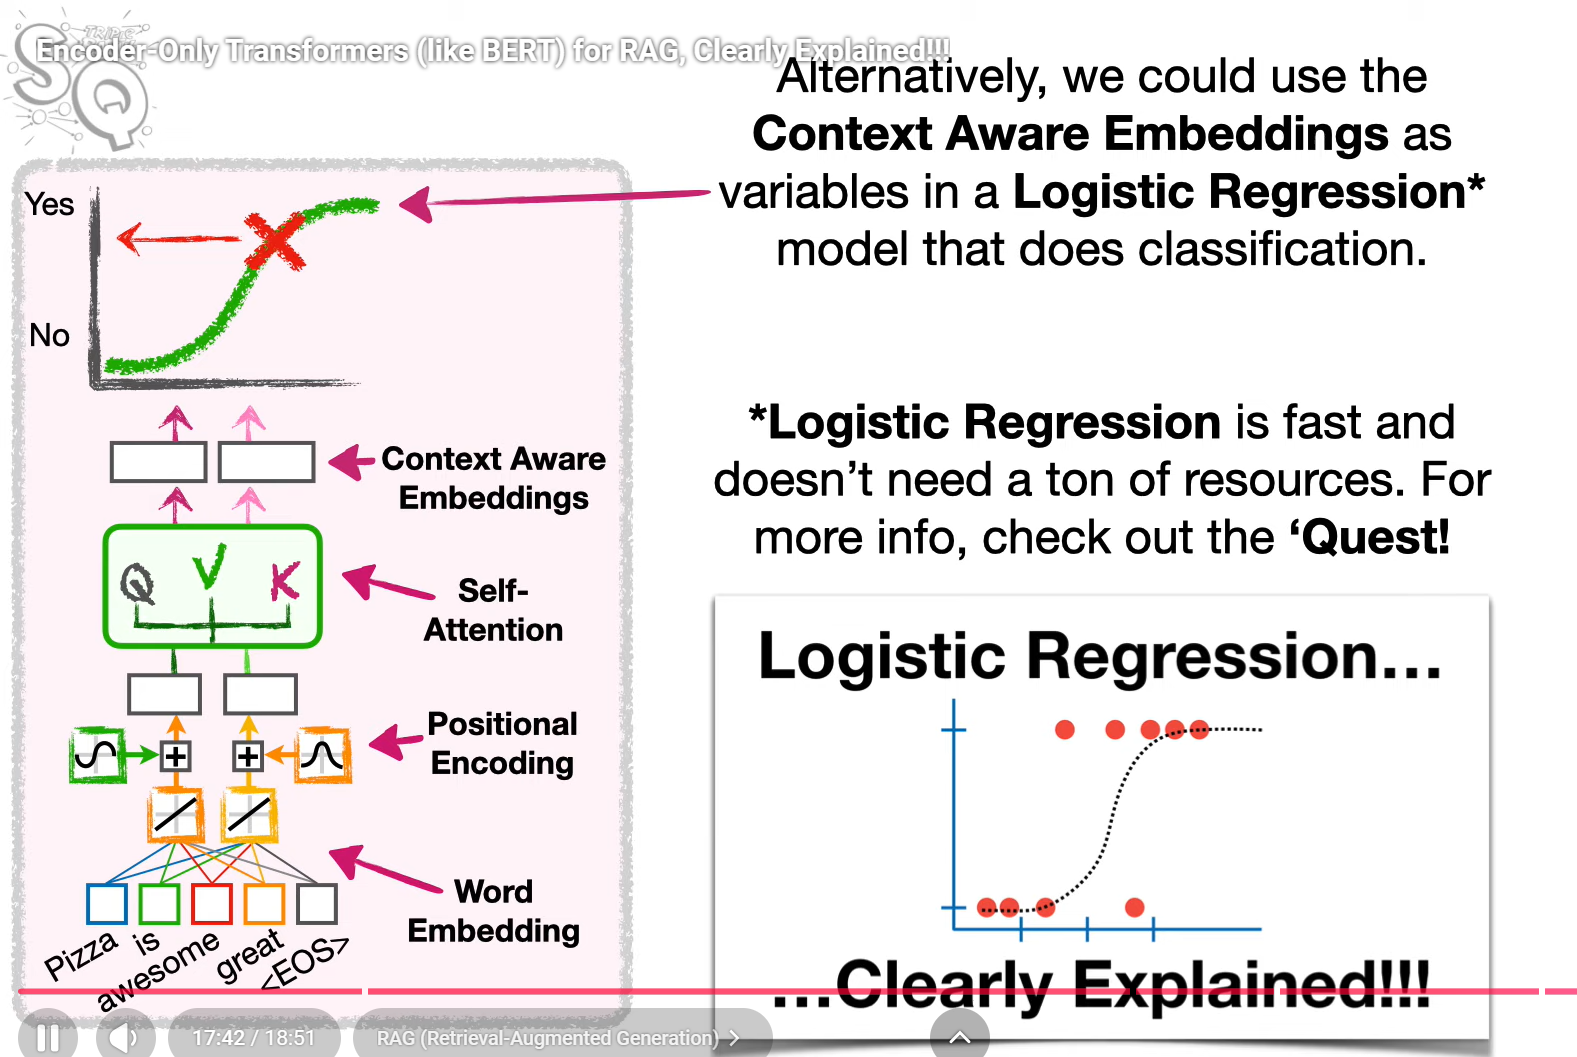 TRIPLE
SQ
Encoder-Only Transformers (like BERT) for RAG, Clearly Explained!!!
Alternatively, we could use the
Context Aware Embeddings as
variables in a Logistic Regression*
model that does classification.
*Logistic Regression is fast and
doesn’t need a ton of resources. For
more info, check out the ‘Quest!
Logistic Regression...
...Clearly Explained!!!
Yes
No
Context Aware
Embeddings
Q V K
Self-
Attention
Positional
Encoding
+ +
Word
Embedding
Pizza
is
awesome
great
<EOS>
17:42 / 18:51
RAG (Retrieval-Augmented Generation)